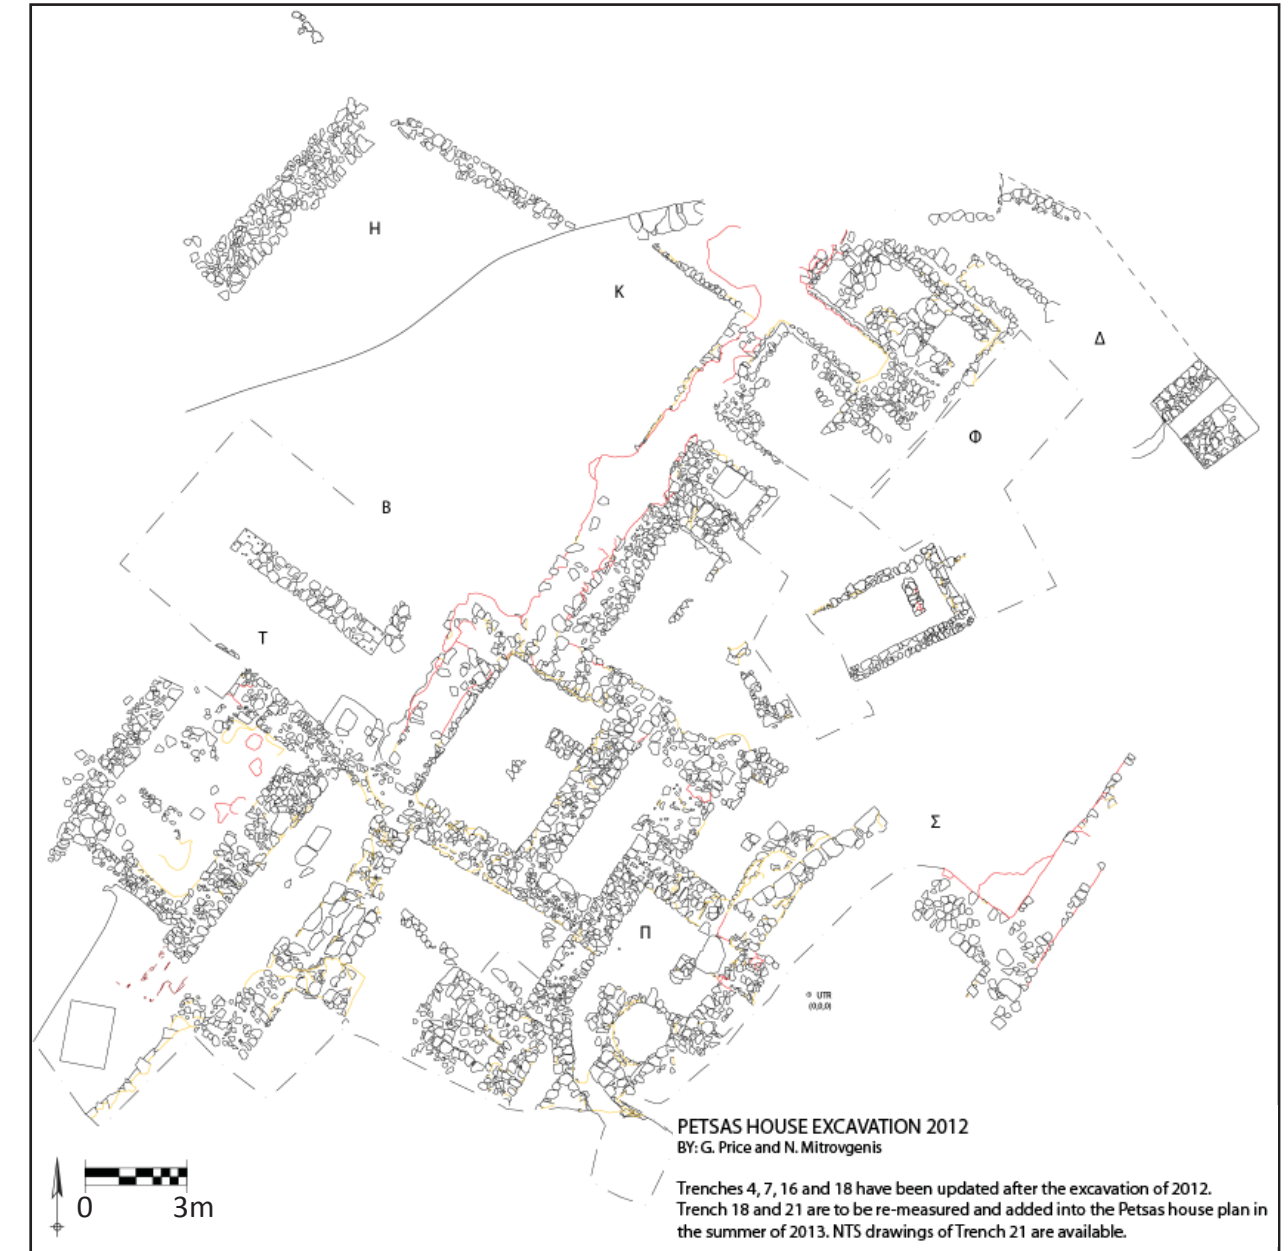 Η
Κ
Δ
Φ
Β
Τ
Σ
Π
UTR
(0,0,0)
PETSAS HOUSE EXCAVATION 2012
BY: G. Price and N. Mitrovgenis
Trenches 4, 7, 16 and 18 have been updated after the excavation of 2012.
Trench 18 and 21 are to be re-measured and added into the Petsas house plan in
the summer of 2013. NTS drawings of Trench 21 are available.
0 3m